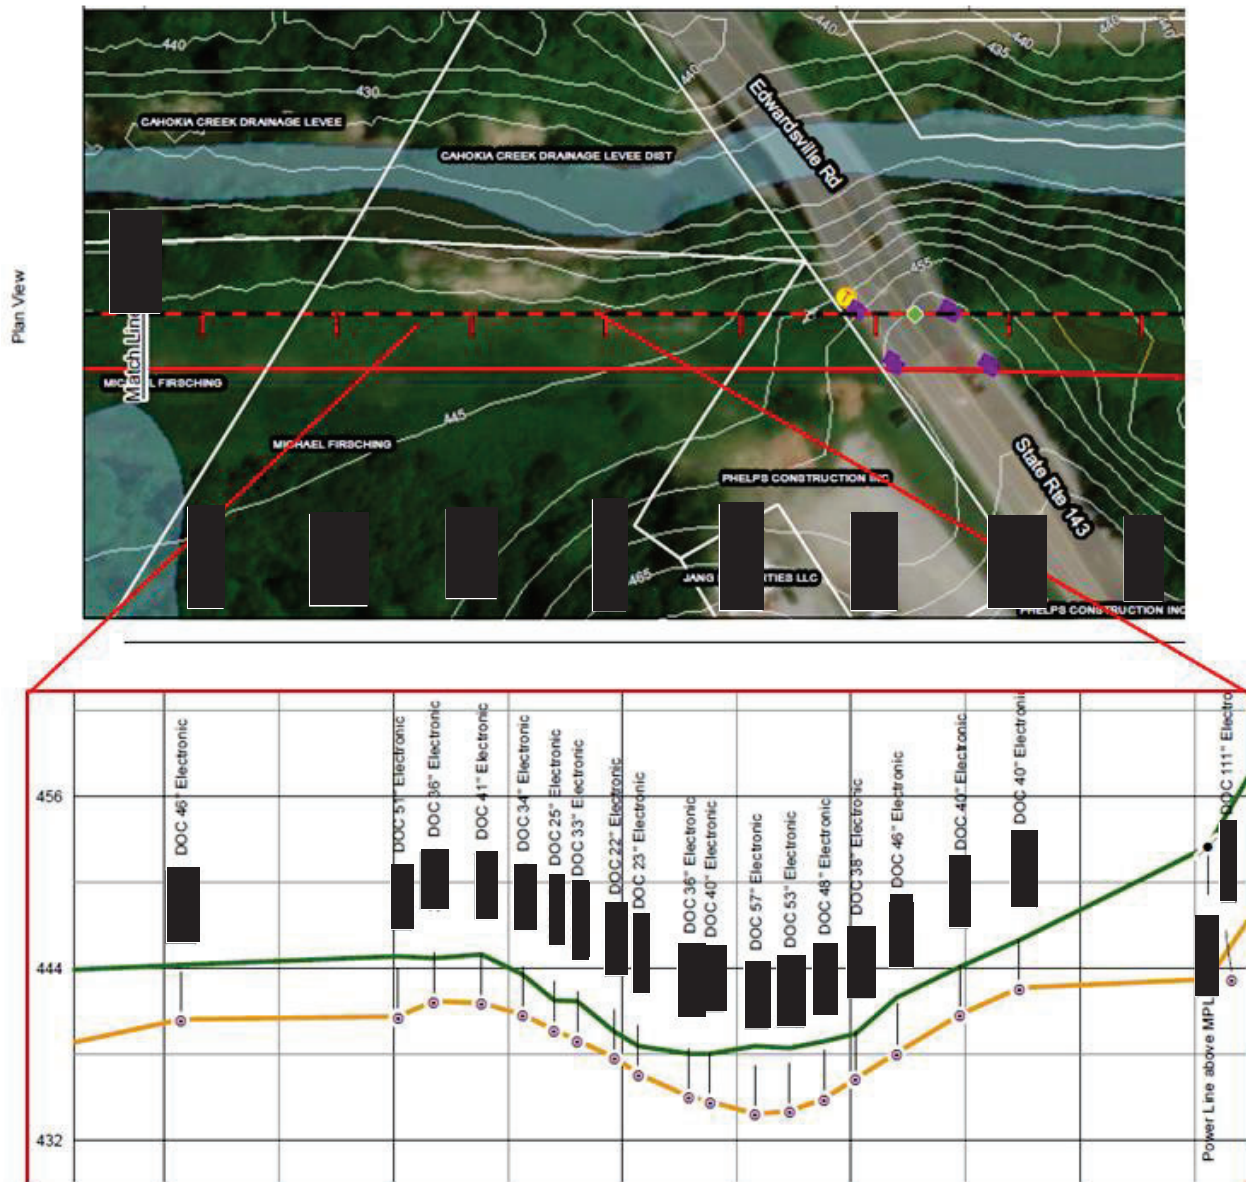 Plan View
440
440
440
440
440
435
430
440
CAHOKIA CREEK DRAINAGE LEVEE
CAHOKIA CREEK DRAINAGE LEVEE DIST
Edwardsville Rd
455
T
Match Line
MICHAEL FIRSCHING
445
MICHAEL FIRSCHING
PHELPS CONSTRUCTION INC
State Rte 143
465
JANG
LLC
PHELPS CONSTRUCTION INC
456
444
432
DOC 46" Electronic
DOC 51" Electronic
DOC 36" Electronic
DOC 41" Electronic
DOC 34" Electronic
DOC 25" Electronic
DOC 33" Electronic
DOC 22" Electronic
DOC 23" Electronic
DOC 36" Electronic
DOC 40" Electronic
DOC 57" Electronic
DOC 53" Electronic
DOC 48" Electronic
DOC 38" Electronic
DOC 46" Electronic
DOC 40" Electronic
DOC 40" Electronic
DOC 111" Electro
Power Line above MPL